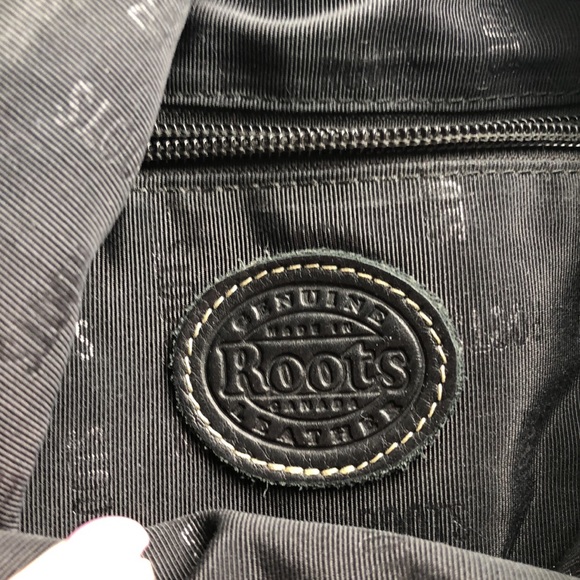 GENUINE
MADE IN
Roots
CANADA
LEATHER